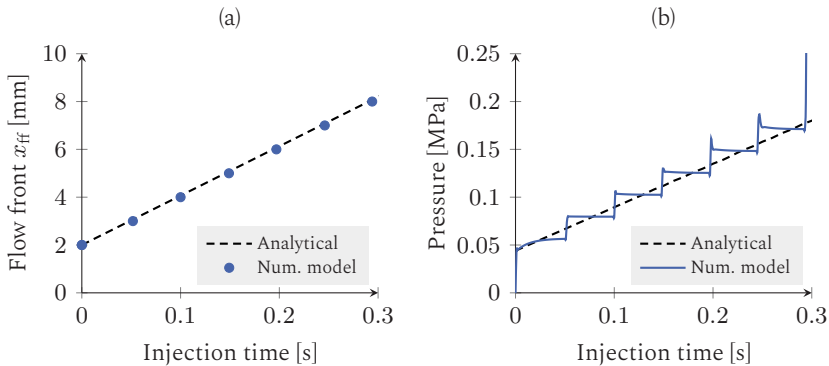 (a)
10
8
6
4
2
0
Flow front x_ff [mm]
Analytical
Num. model
0 0.1 0.2 0.3
Injection time [s]
(b)
0.25
0.2
0.15
0.1
0.05
0
Pressure [MPa]
Analytical
Num. model
0 0.1 0.2 0.3
Injection time [s]